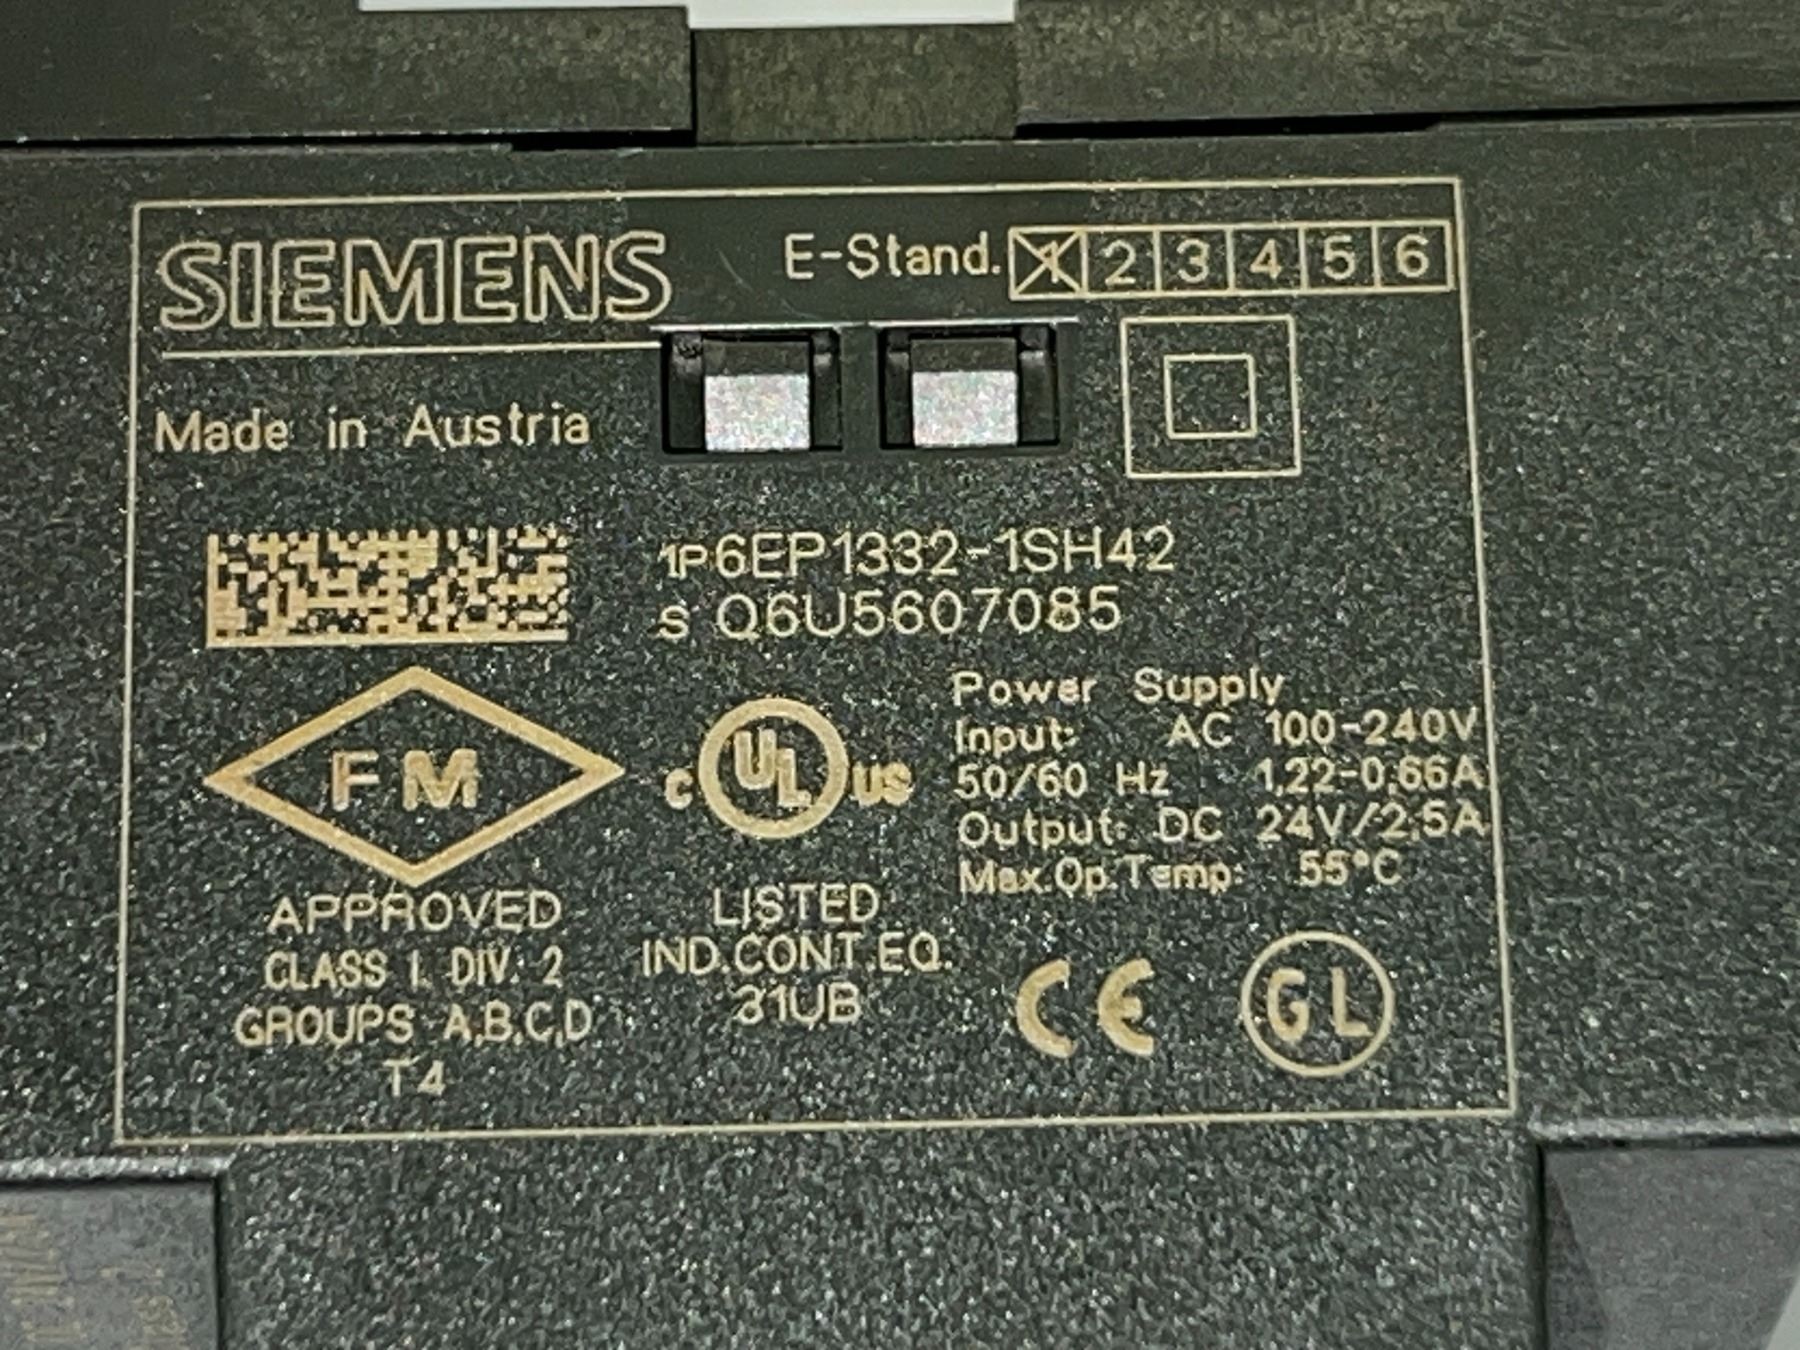 SIEMENS
E-Stand. 1 2 3 4 5 6
Made in Austria
1P 6EP1332-1SH42
S Q6U5607085
FM
APPROVED
CLASS I, DIV. 2
GROUPS A,B,C,D
T4
C UL US
LISTED
IND.CONT.EQ.
31UB
Power Supply
Input: AC 100-240V
50/60 Hz 1,22-0,66A
Output: DC 24V/2,5A
Max.Op.Temp: 55°C
CE
GL